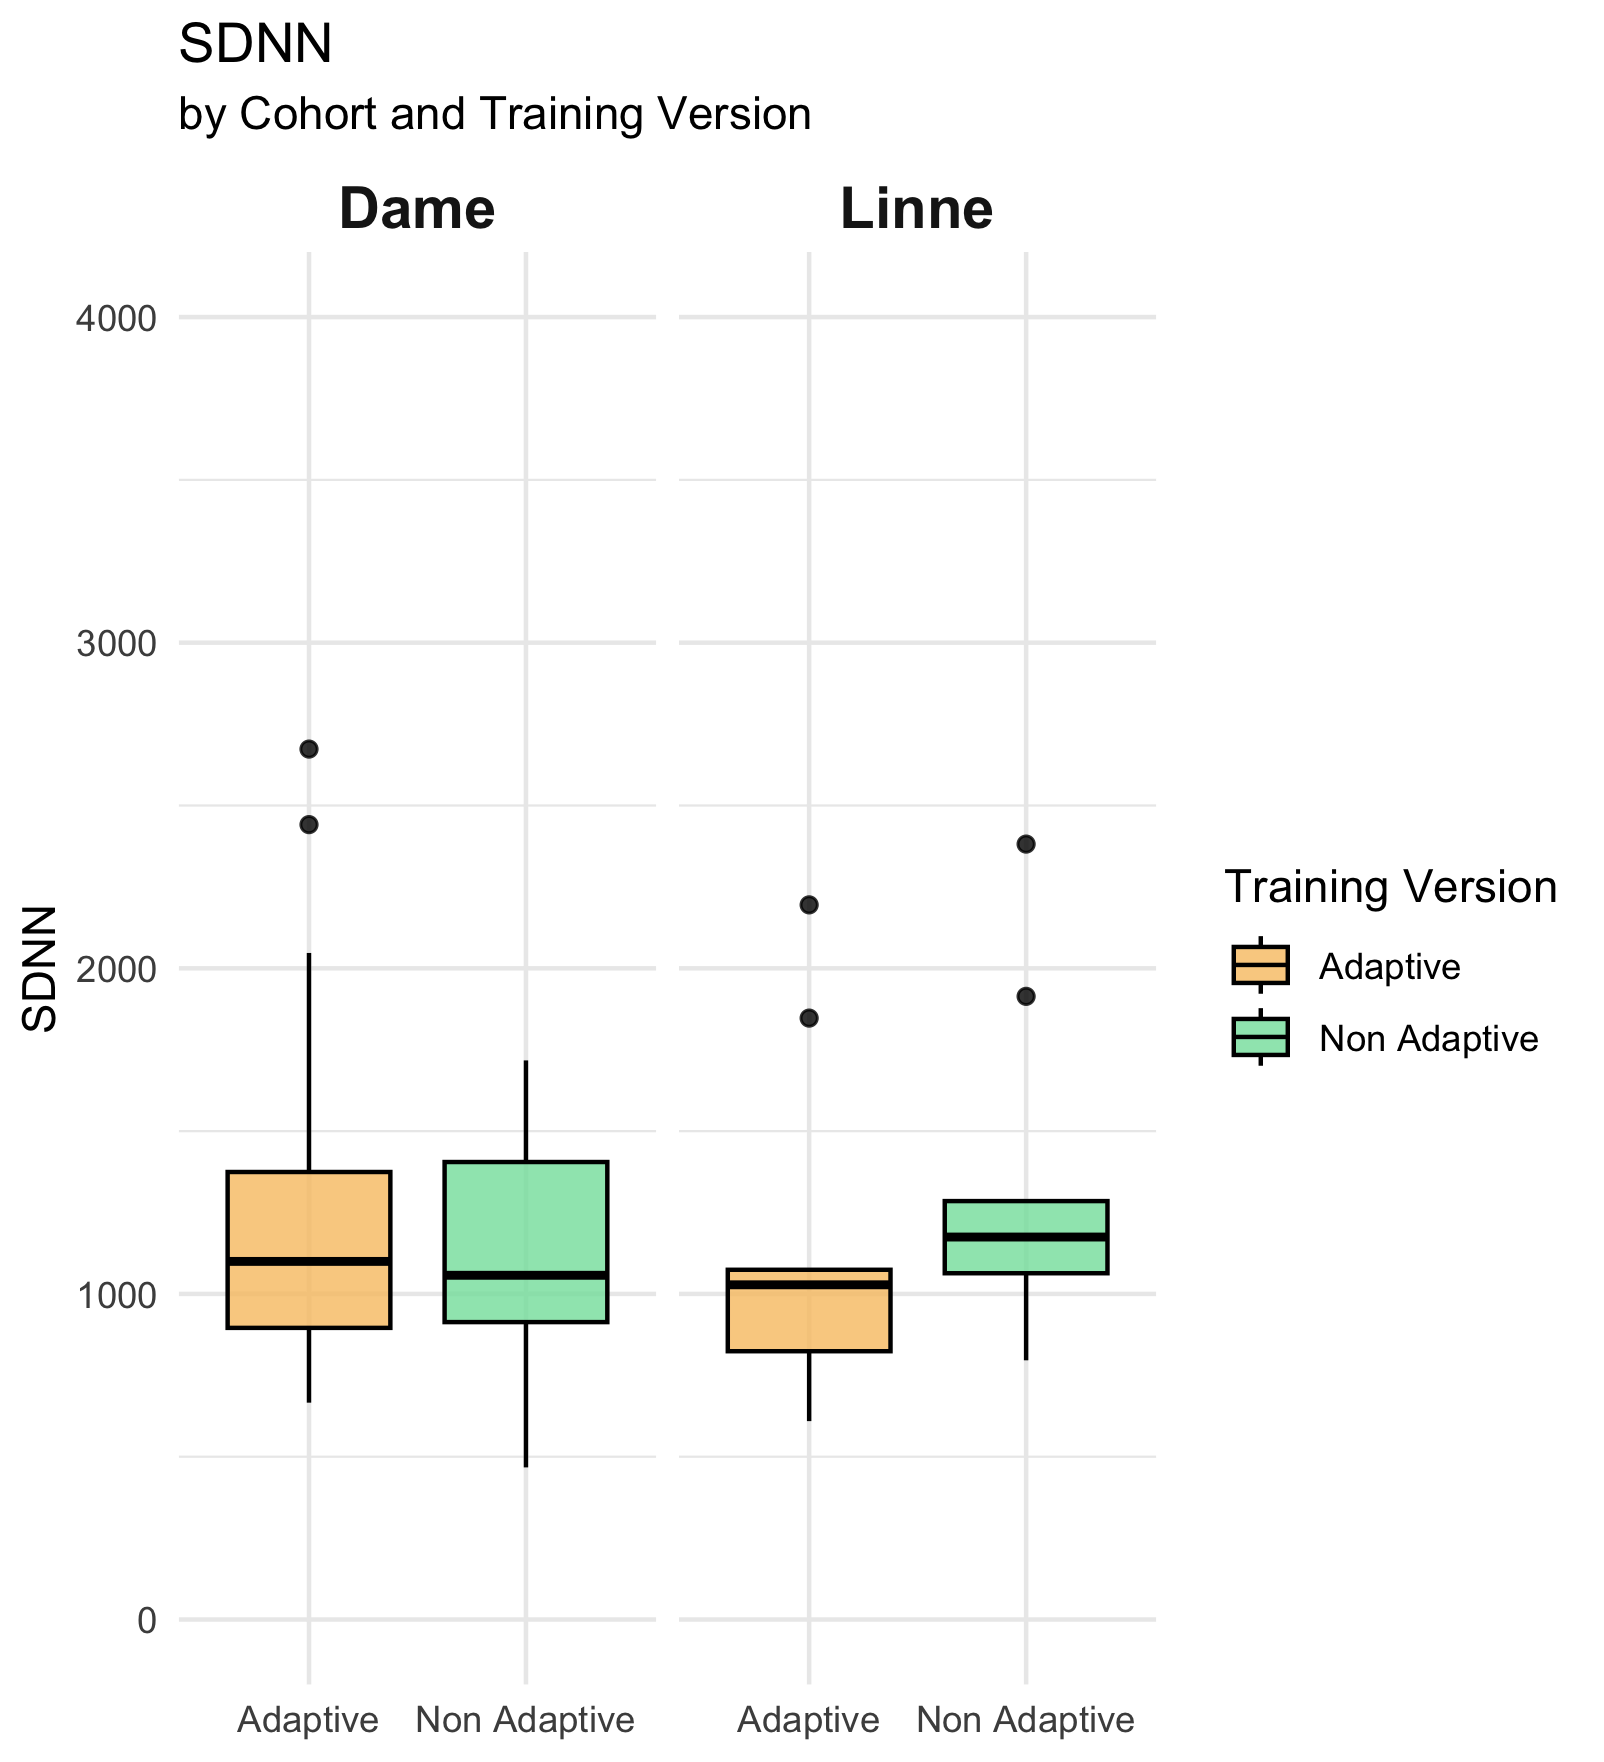 SDNN
by Cohort and Training Version
Dame
Linne
4000
3000
2000
1000
0
SDNN
Adaptive
Non Adaptive
Adaptive
Non Adaptive
Training Version
Adaptive
Non Adaptive